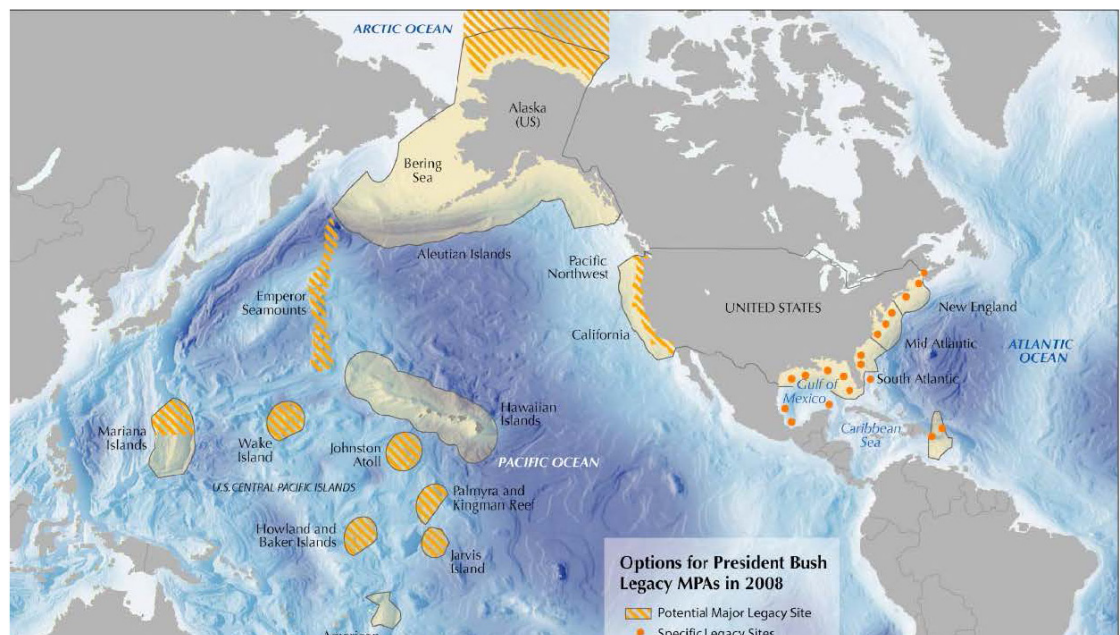 ARCTIC OCEAN
Alaska
(US)
Bering
Sea
Aleutian Islands
Pacific
Northwest
Emperor
Seamounts
UNITED STATES
New England
California
Mid Atlantic
ATLANTIC
OCEAN
South Atlantic
Gulf of
Mexico
Hawaiian
Islands
Mariana
Islands
Wake
Island
Johnston
Atoll
Caribbean
Sea
PACIFIC OCEAN
U.S. CENTRAL PACIFIC ISLANDS
Palmyra and
Kingman Reef
Howland and
Baker Islands
Jarvis
Island
Options for President Bush
Legacy MPAs in 2008
Potential Major Legacy Site
Specific Legacy Sites
American